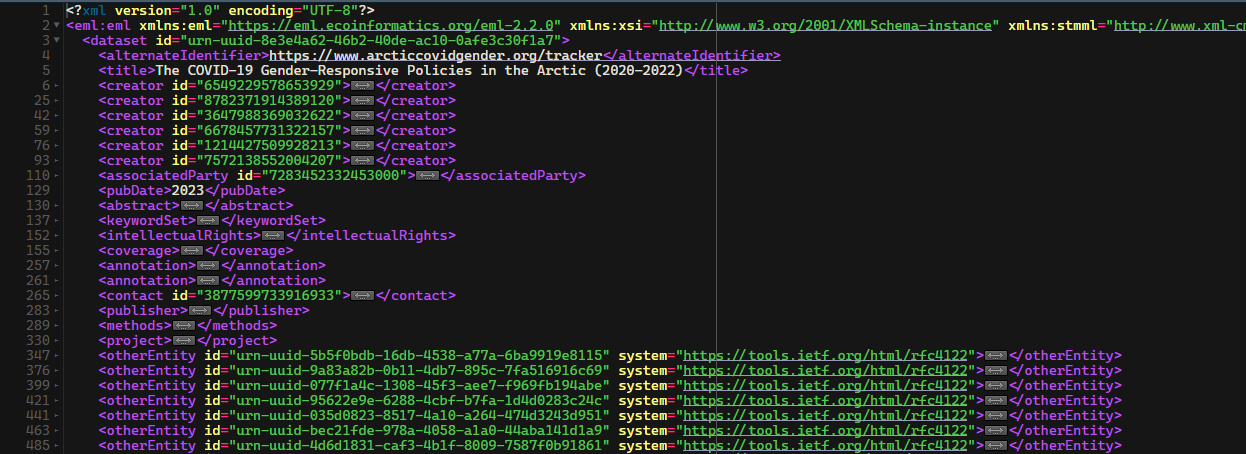 1 <?xml version="1.0" encoding="UTF-8"?>
2 <eml:eml xmlns:eml="https://eml.ecoinformatics.org/eml-2.2.0" xmlns:xsi="http://www.w3.org/2001/XMLSchema-instance" xmlns:stmml="http://www.xml-cm
3 <dataset id="urn-uuid-8e3e4a62-46b2-40de-ac10-0afe3c30f1a7">
4 <alternateIdentifier>https://www.arcticcovidgender.org/tracker</alternateIdentifier>
5 <title>The COVID-19 Gender-Responsive Policies in the Arctic (2020-2022)</title>
6 <creator id="6549229578653929"></creator>
25 <creator id="8782371914389120"></creator>
42 <creator id="3647988369032622"></creator>
59 <creator id="6678457731322157"></creator>
76 <creator id="1214427509928213"></creator>
93 <creator id="7572138552004207"></creator>
110 <associatedParty id="7283452332453000"></associatedParty>
129 <pubDate>2023</pubDate>
130 <abstract></abstract>
137 <keywordSet></keywordSet>
152 <intellectualRights></intellectualRights>
155 <coverage></coverage>
257 <annotation></annotation>
261 <annotation></annotation>
265 <contact id="3877599733916933"></contact>
283 <publisher></publisher>
289 <methods></methods>
330 <project></project>
347 <otherEntity id="urn-uuid-5b5f0bdb-16db-4538-a77a-6ba9919e8115" system="https://tools.ietf.org/html/rfc4122"></otherEntity>
376 <otherEntity id="urn-uuid-9a83a82b-0b11-4db7-895c-7fa516916c69" system="https://tools.ietf.org/html/rfc4122"></otherEntity>
399 <otherEntity id="urn-uuid-077f1a4c-1308-45f3-aee7-f969fb194abe" system="https://tools.ietf.org/html/rfc4122"></otherEntity>
421 <otherEntity id="urn-uuid-95622e9e-6288-4cbf-b7fa-1d4d0283c24c" system="https://tools.ietf.org/html/rfc4122"></otherEntity>
441 <otherEntity id="urn-uuid-035d0823-8517-4a10-a264-474d3243d951" system="https://tools.ietf.org/html/rfc4122"></otherEntity>
463 <otherEntity id="urn-uuid-bec21fde-978a-4058-a1a0-44aba141d1a9" system="https://tools.ietf.org/html/rfc4122"></otherEntity>
485 <otherEntity id="urn-uuid-4d6d1831-caf3-4b1f-8009-7587f0b91861" system="https://tools.ietf.org/html/rfc4122"></otherEntity>